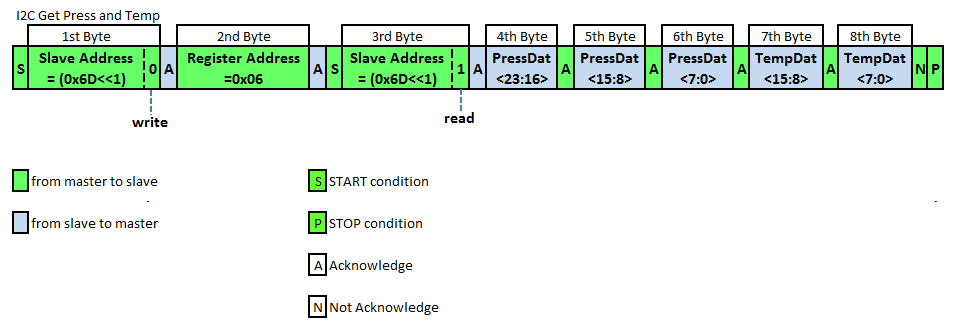 I2C Get Press and Temp
1st Byte 2nd Byte 3rd Byte 4th Byte 5th Byte 6th Byte 7th Byte 8th Byte
S Slave Address = (0x6D<<1) 0 A Register Address =0x06 A S Slave Address = (0x6D<<1) 1 A PressDat <23:16> A PressDat <15:8> A PressDat <7:0> A TempDat <15:8> A TempDat <7:0> N P
write read
from master to slave
S START condition
from slave to master
P STOP condition
A Acknowledge
N Not Acknowledge